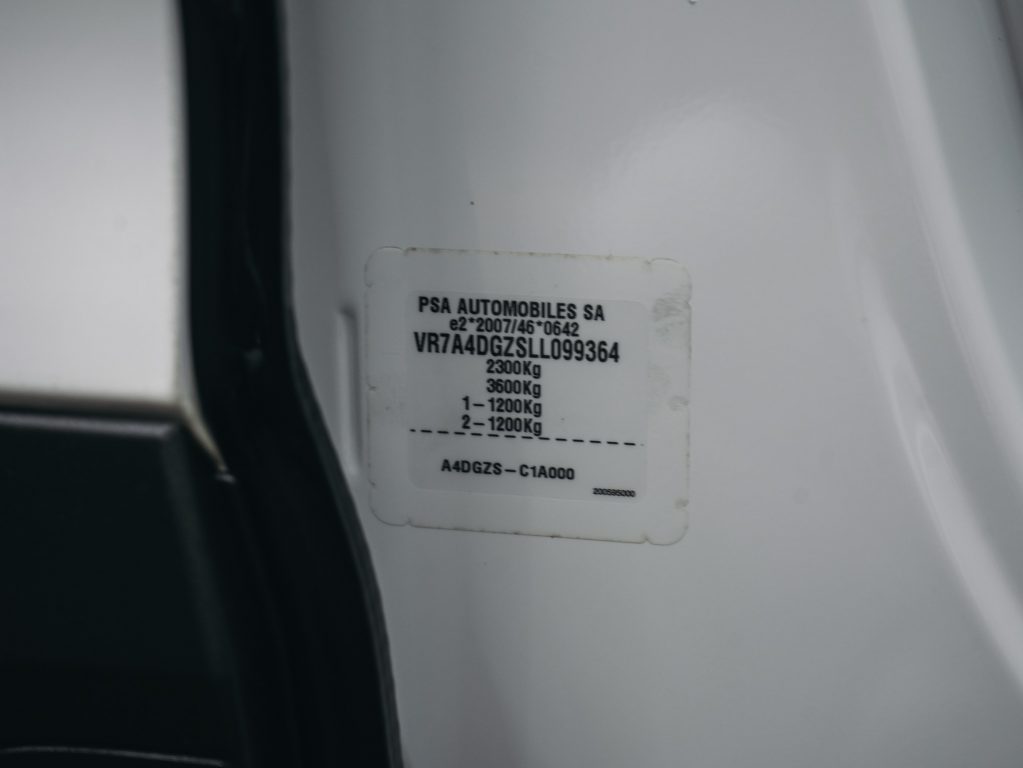 PSA AUTOMOBILES SA
e2*2007/46*0642
VR7A4DGZSLL099364
2300Kg
3600Kg
1-1200Kg
2-1200Kg
A4DGZS-C1A000